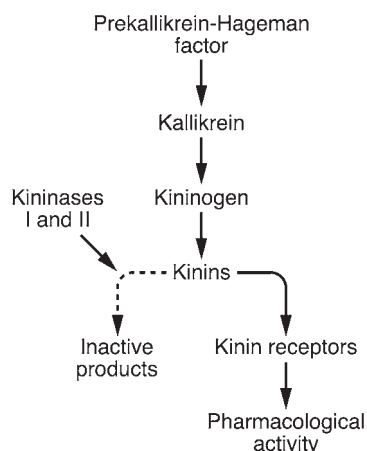 Prekallikrein-Hageman
factor
Kallikrein
Kininases
I and II
Kininogen
Kinins
Inactive
products
Kinin receptors
Pharmacological
activity